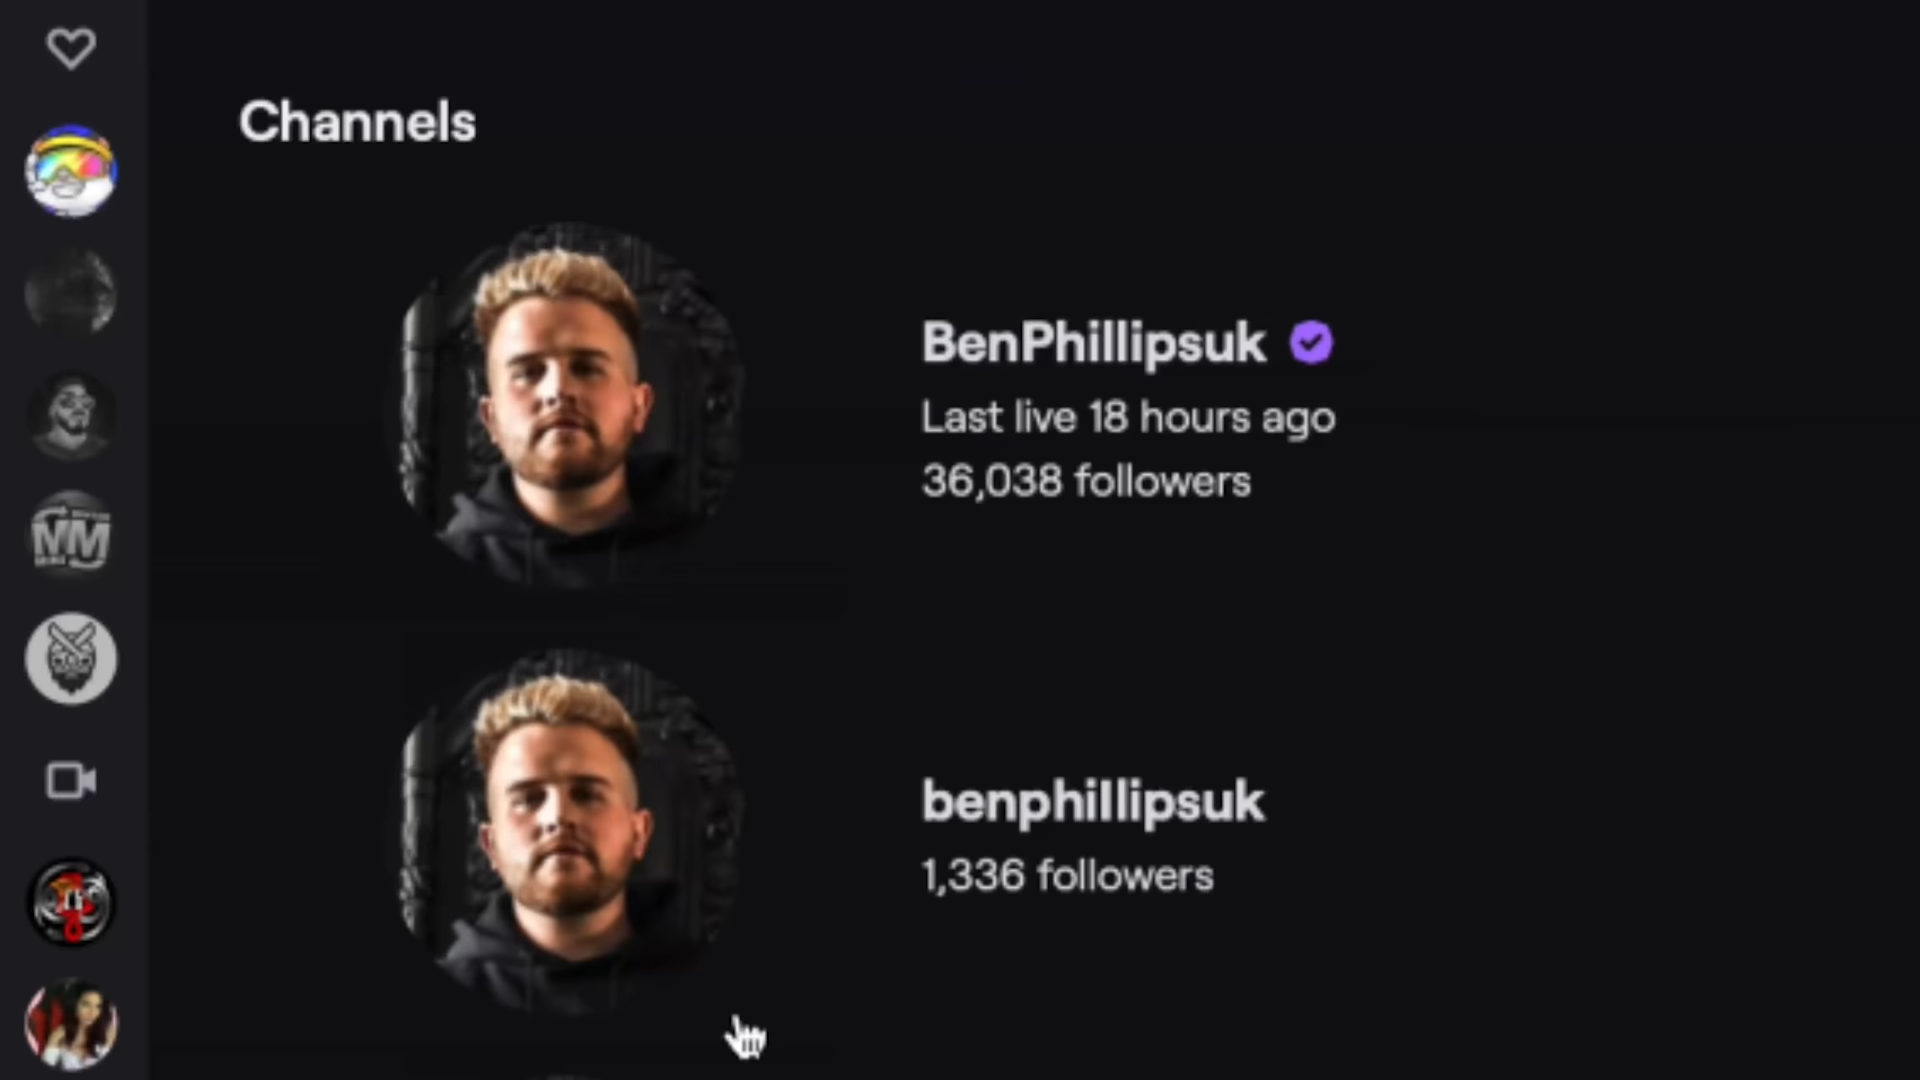 Channels
BenPhillipsuk
Last live 18 hours ago
36,038 followers
benphillipsuk
1,336 followers